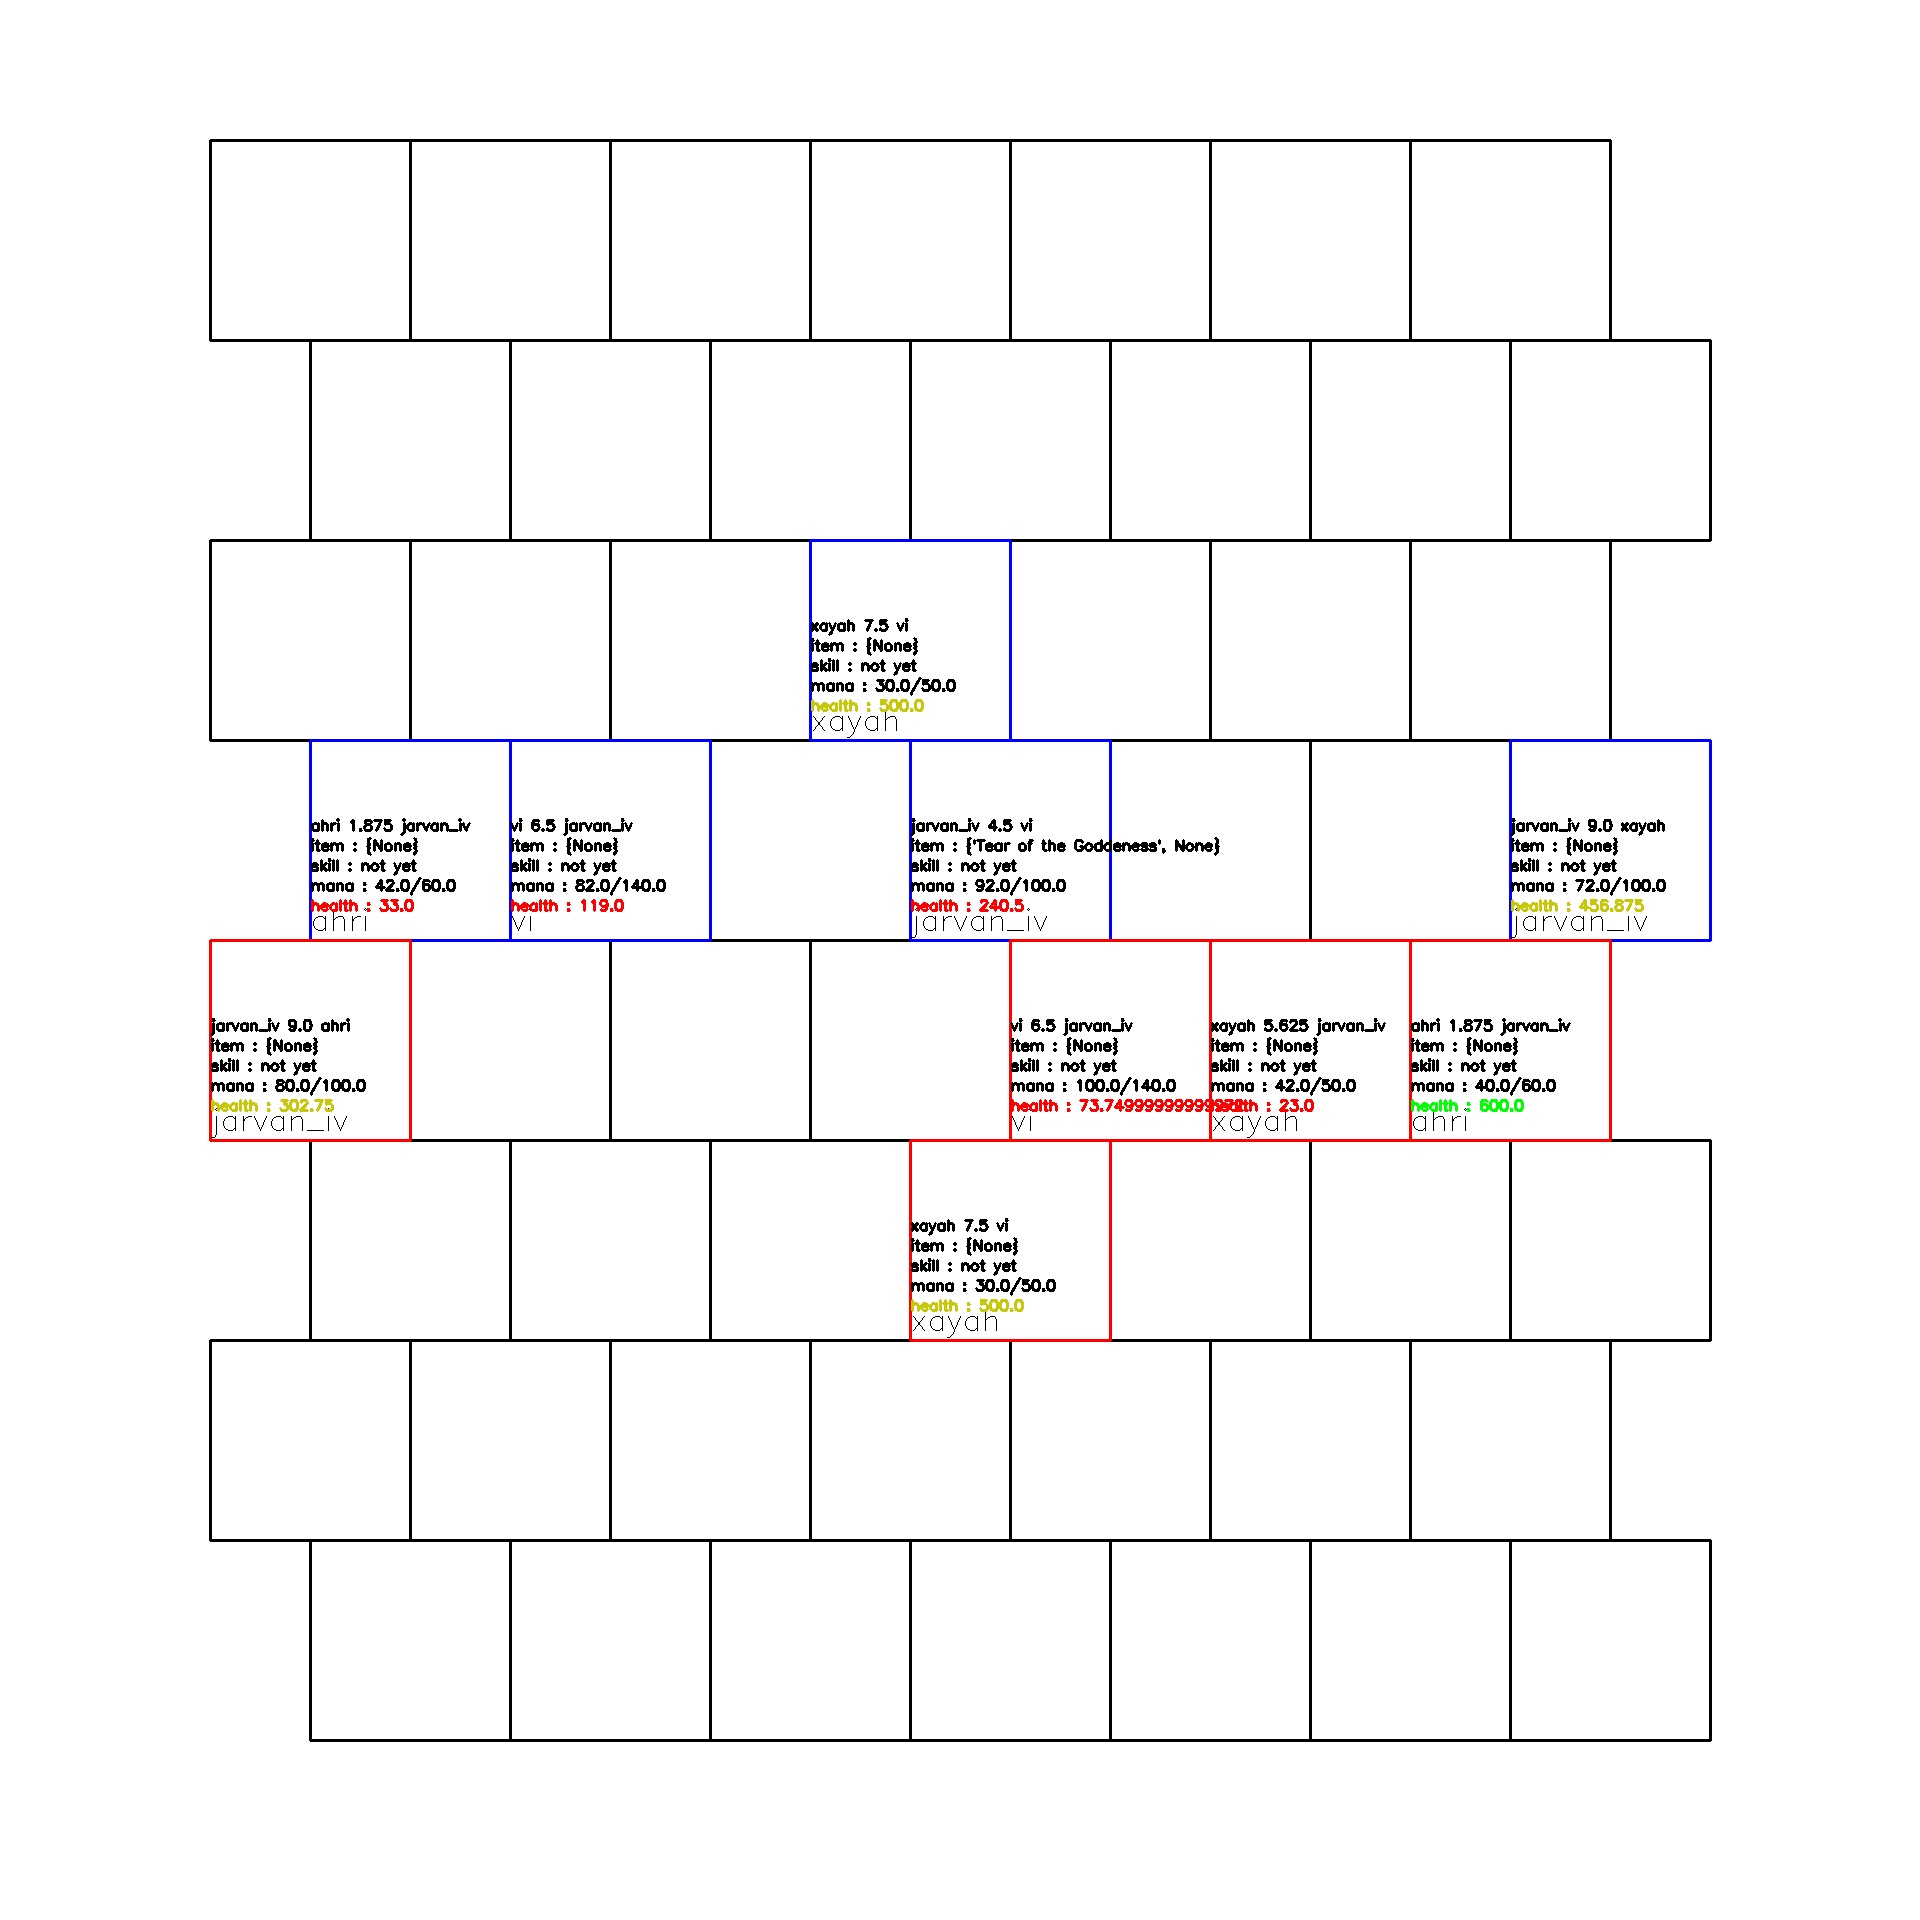 xayah 7.5 vi
item : {None}
skill : not yet
mana : 30.0/50.0
health : 500.0
xayah
ahri 1.875 jarvan_iv
item : {None}
skill : not yet
mana : 42.0/60.0
health : 33.0
ahri
vi 6.5 jarvan_iv
item : {None}
skill : not yet
mana : 82.0/140.0
health : 119.0
vi
jarvan_iv 4.5 vi
item : {'Tear of the Goddeness', None}
skill : not yet
mana : 92.0/100.0
health : 240.5
jarvan_iv
jarvan_iv 9.0 xayah
item : {None}
skill : not yet
mana : 72.0/100.0
health : 456.875
jarvan_iv
jarvan_iv 9.0 ahri
item : {None}
skill : not yet
mana : 80.0/100.0
health : 302.75
jarvan_iv
vi 6.5 jarvan_iv
item : {None}
skill : not yet
mana : 100.0/140.0
health :
vi
xayah 5.625 jarvan_iv
item : {None}
skill : not yet
mana : 42.0/50.0
health : 23.0
xayah
ahri 1.875 jarvan_iv
item : {None}
skill : not yet
mana : 40.0/60.0
health : 600.0
ahri
xayah 7.5 vi
item : {None}
skill : not yet
mana : 30.0/50.0
health : 500.0
xayah